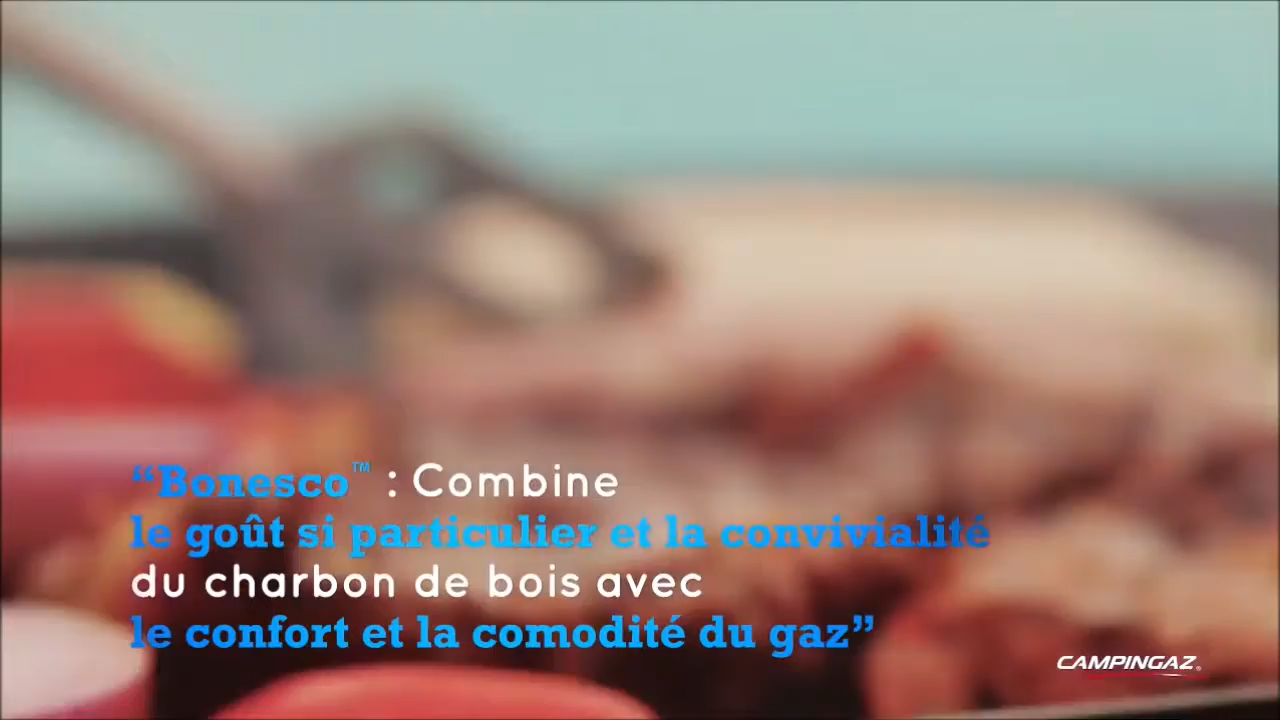 “Bonesco™ : Combine
le goût si particulier et la convivialité
du charbon de bois avec
le confort et la comodité du gaz”
CAMPINGAZ®